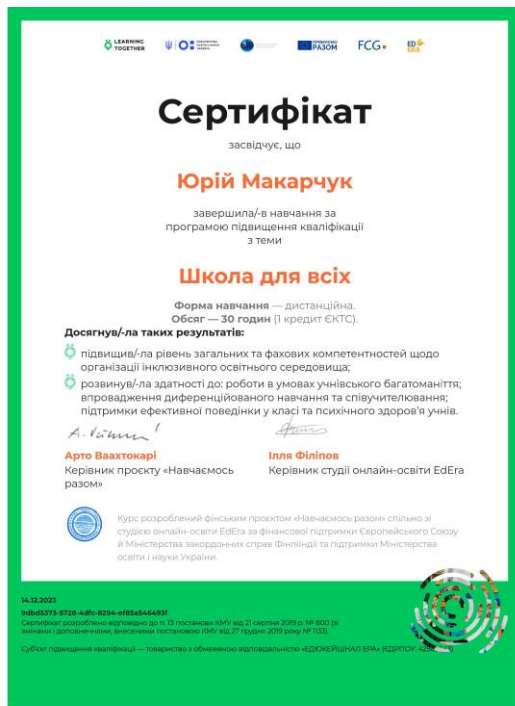 LEARNING
TOGETHER
НАВЧАЄМОСЬ
РАЗОМ
FCG
ED
ERA
Сертифікат
засвідчує, що
Юрій Макарчук
завершила/-в навчання за
програмою підвищення кваліфікації
з теми
Школа для всіх
Форма навчання — дистанційна.
Обсяг — 30 годин (1 кредит ЄКТС).
Досягнув/-ла таких результатів:
підвищив/-ла рівень загальних та фахових компетентностей щодо
організації інклюзивного освітнього середовища;
розвинув/-ла здатності до: роботи в умовах учнівського багатоманіття;
впровадження диференційованого навчання та співучителювання;
підтримки ефективної поведінки у класі та психічного здоров'я учнів.
Арто Ваахтокарі
Керівник проєкту «Навчаємось
разом»
Ілля Філіпов
Керівник студії онлайн-освіти EdEra
Курс розроблений фінським проєктом «Навчаємось разом» спільно зі
студією онлайн-освіти EdEra за фінансової підтримки Європейського Союзу
й Міністерства закордонних справ Фінляндії та підтримки Міністерства
освіти і науки України.
14.12.2023
9dbd5373-5728-4dfc-8294-ef85a546493f
Сертифікат розроблено відповідно до п. 13 постанови КМУ від 21 серпня 2019 р. № 800 (зі
змінами і доповненнями, внесеними постановою КМУ від 27 грудня 2019 року № 1133).
Суб'єкт підвищення кваліфікації — товариство з обмеженою відповідальністю «ЕДЮКЕЙШНАЛ ЕРА» (ЄДРПОУ: